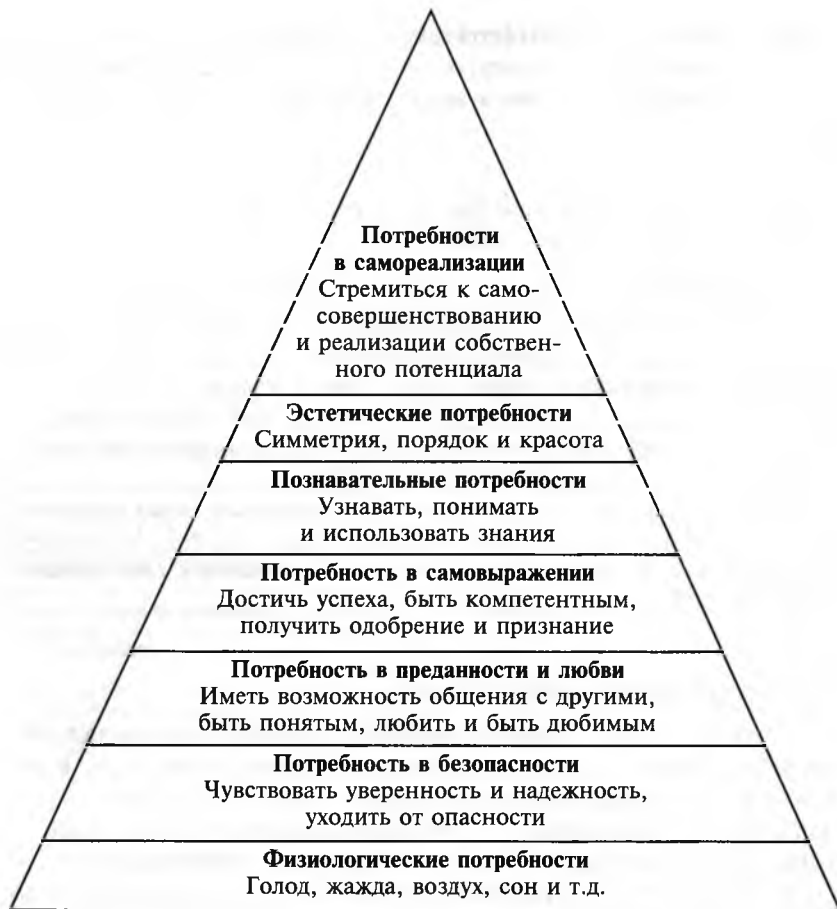 Потребности
в самореализации
Стремиться к само-
совершенствованию
и реализации собствен-
ного потенциала
Эстетические потребности
Симметрия, порядок и красота
Познавательные потребности
Узнавать, понимать
и использовать знания
Потребность в самовыражении
Достичь успеха, быть компетентным,
получить одобрение и признание
Потребность в преданности и любви
Иметь возможность общения с другими,
быть понятым, любить и быть дюбимым
Потребность в безопасности
Чувствовать уверенность и надежность,
уходить от опасности
Физиологические потребности
Голод, жажда, воздух, сон и т.д.